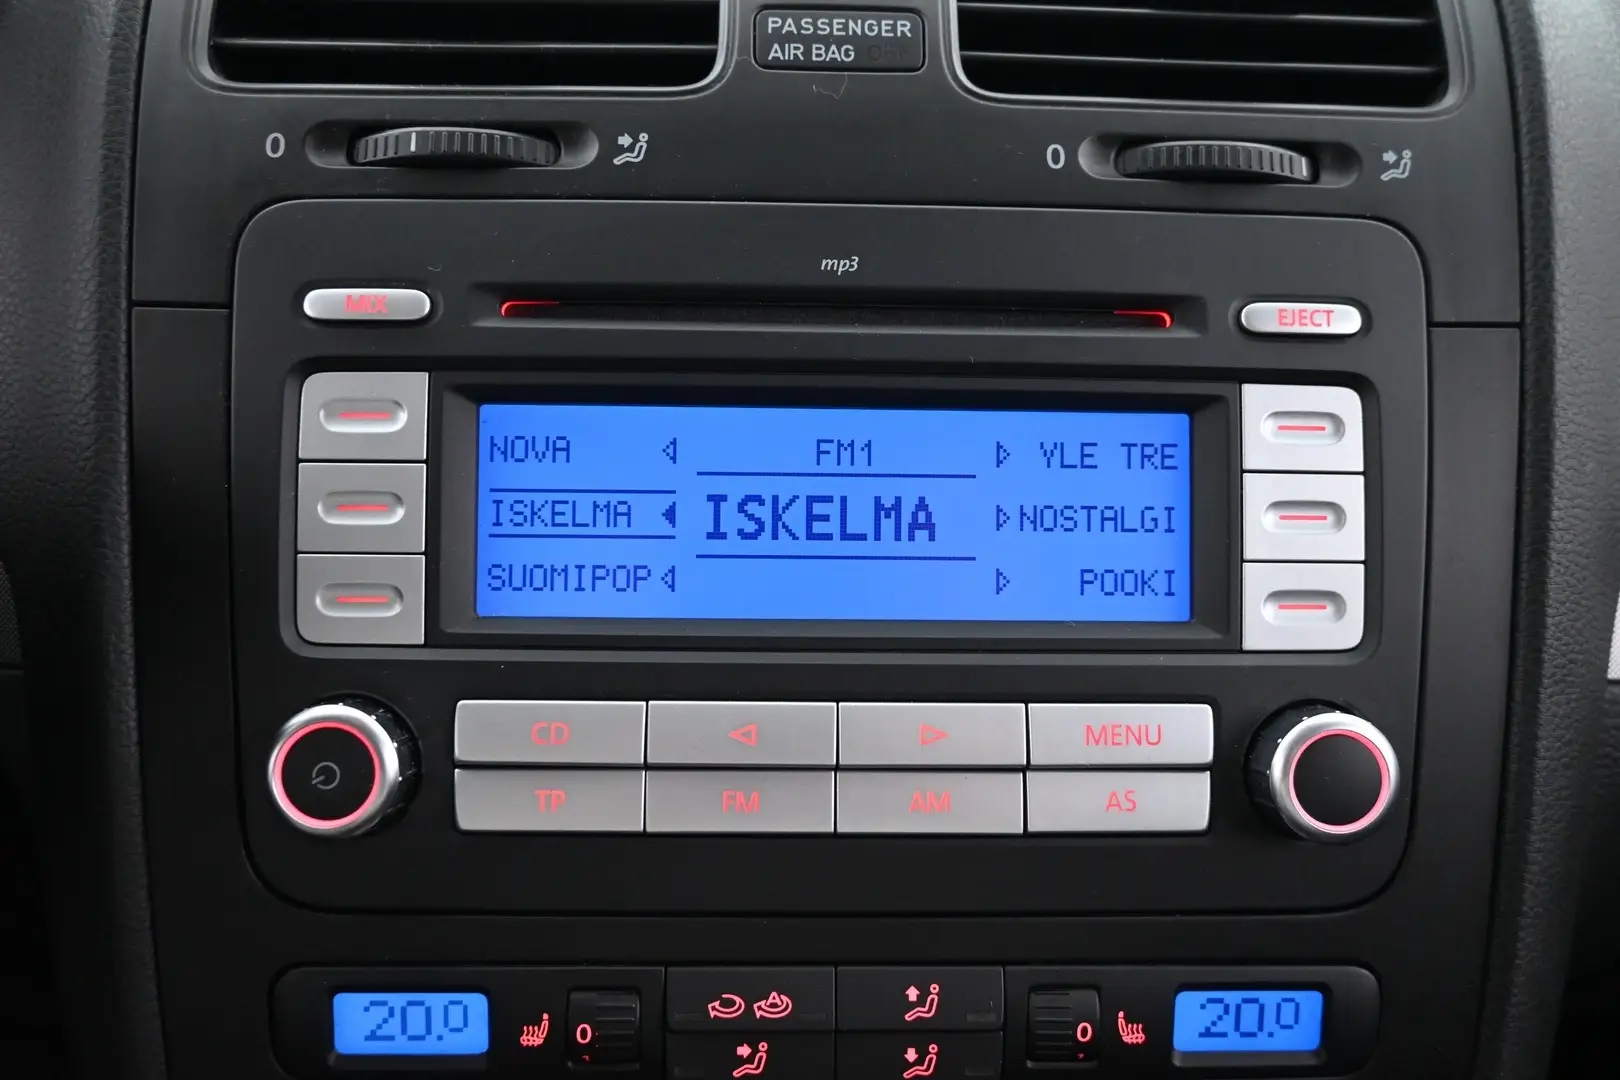 PASSENGER
AIR BAG OFF
0
0
mp3
MIX
EJECT
NOVA
FM1
YLE TRE
ISKELMA
ISKELMA
NOSTALGI
SUOMIPOP
POOKI
CD
MENU
TP
FM
AM
AS
20.0
0
A
0
20.0